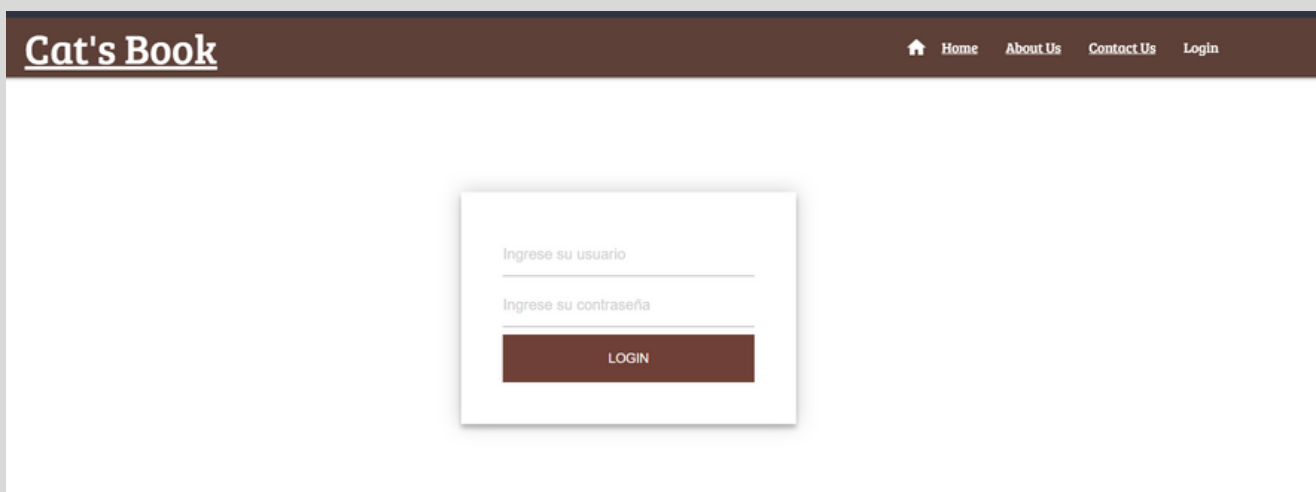 Cat's Book
Home About Us Contact Us Login
Ingrese su usuario
Ingrese su contraseña
LOGIN